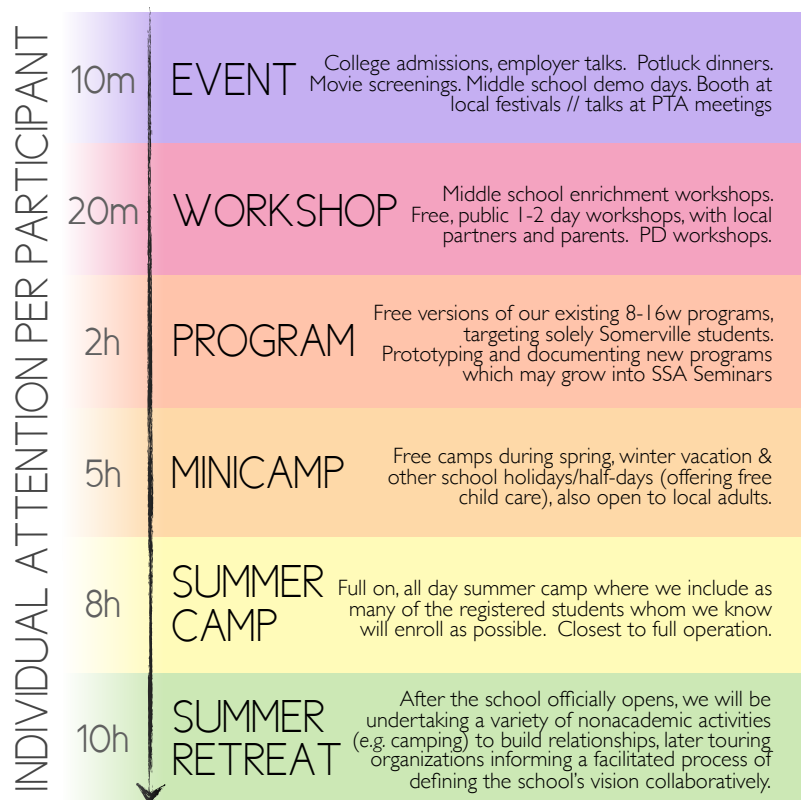 INDIVIDUAL ATTENTION PER PARTICIPANT
10m
EVENT
College admissions, employer talks. Potluck dinners.
Movie screenings. Middle school demo days. Booth at
local festivals // talks at PTA meetings
20m
WORKSHOP
Middle school enrichment workshops.
Free, public 1-2 day workshops, with local
partners and parents. PD workshops.
2h
PROGRAM
Free versions of our existing 8-16w programs,
targeting solely Somerville students.
Prototyping and documenting new programs
which may grow into SSA Seminars
5h
MINICAMP
Free camps during spring, winter vacation &
other school holidays/half-days (offering free
child care), also open to local adults.
8h
SUMMER
CAMP
Full on, all day summer camp where we include as
many of the registered students whom we know
will enroll as possible. Closest to full operation.
10h
SUMMER
RETREAT
After the school officially opens, we will be
undertaking a variety of nonacademic activities
(e.g. camping) to build relationships, later touring
organizations informing a facilitated process of
defining the school's vision collaboratively.